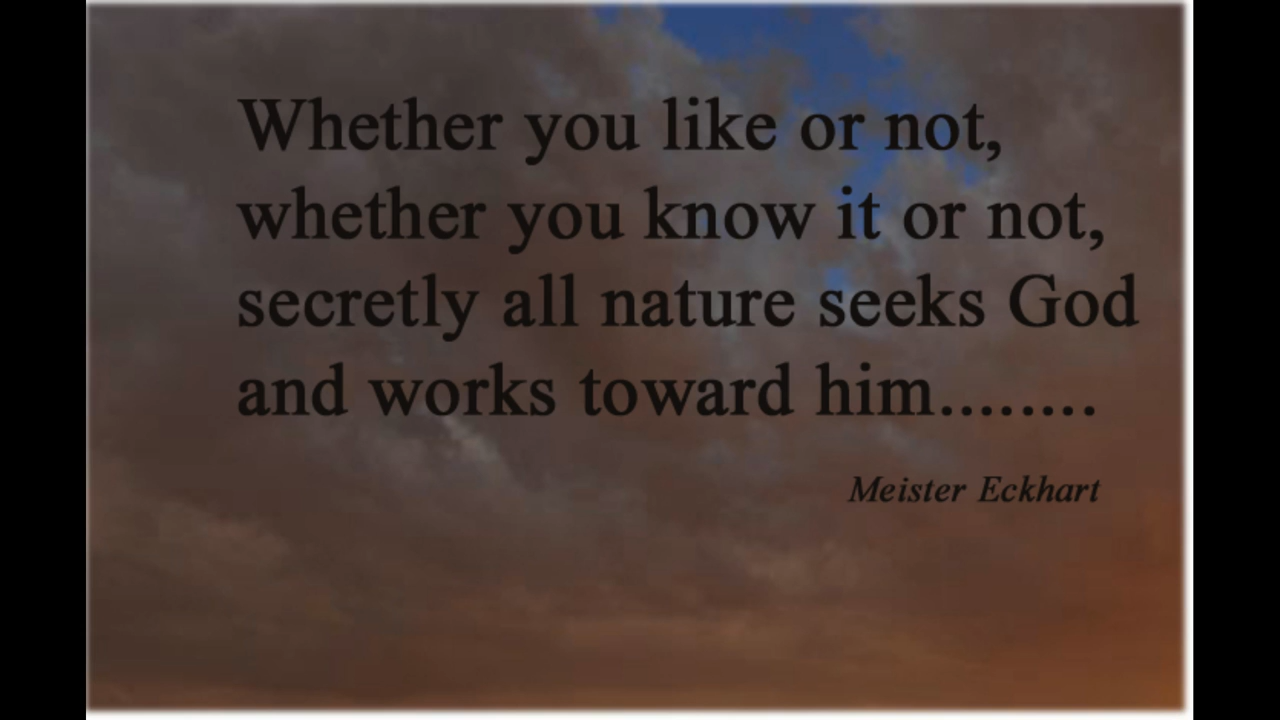 Whether you like or not,
whether you know it or not,
secretly all nature seeks God
and works toward him........
Meister Eckhart